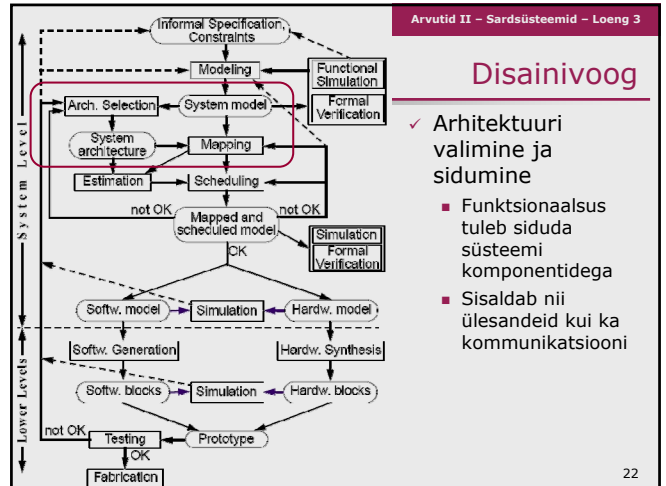 Arvutid II – Sardsüsteemid – Loeng 3
Disainivoog
✓ Arhitektuuri
valimine ja
sidumine
▪ Funktsionaalsus
tuleb siduda
süsteemi
komponentidega
▪ Sisaldab nii
ülesandeid kui ka
kommunikatsiooni
22
System Level
Lower Levels
Informal Specification,
Constraints
Modeling
Functional
Simulation
Formal
Verification
Arch. Selection
System model
System
architecture
Mapping
Estimation
Scheduling
not OK
not OK
Mapped and
scheduled model
Simulation
Formal
Verification
OK
Softw. model
Simulation
Hardw. model
Softw. Generation
Hardw. Synthesis
Softw. blocks
Simulation
Hardw. blocks
not OK
Testing
Prototype
OK
Fabrication